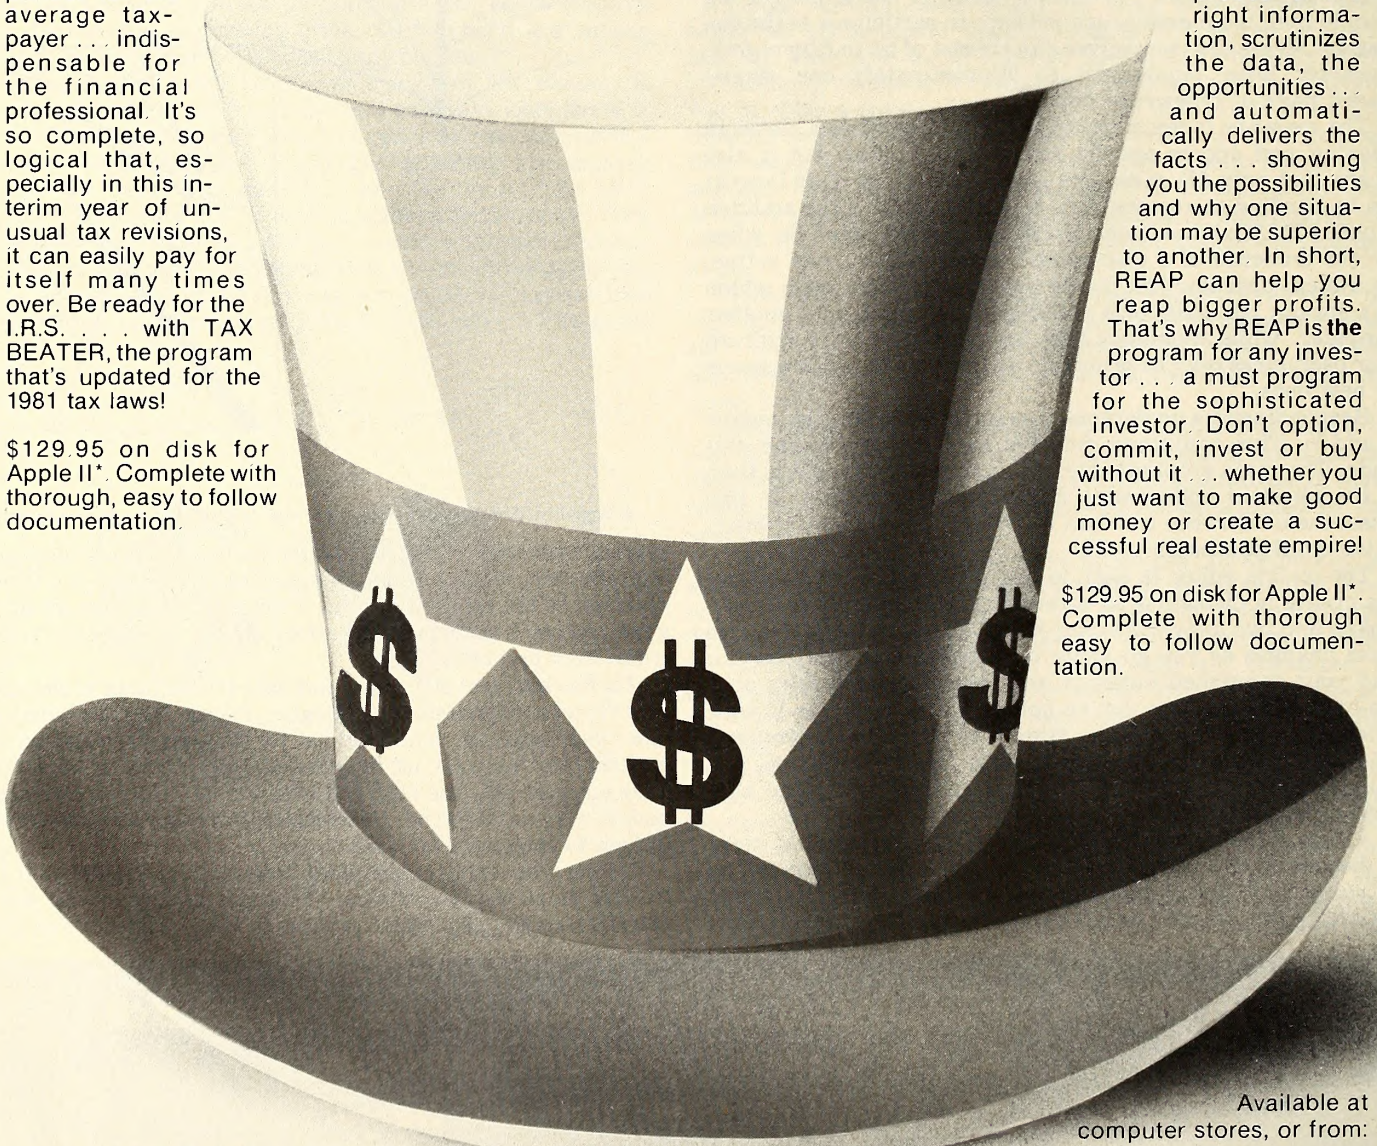 average tax-
payer . . . indis-
pensable for
the financial
professional. It's
so complete, so
logical that, es-
pecially in this in-
terim year of un-
usual tax revisions,
it can easily pay for
itself many times
over. Be ready for the
I.R.S. . . . with TAX
BEATER, the program
that's updated for the
1981 tax laws!
$129.95 on disk for
Apple II*. Complete with
thorough, easy to follow
documentation.
right informa-
tion, scrutinizes
the data, the
opportunities . . .
and automati-
cally delivers the
facts . . . showing
you the possibilities
and why one situa-
tion may be superior
to another. In short,
REAP can help you
reap bigger profits.
That's why REAP is the
program for any inves-
tor . . . a must program
for the sophisticated
investor. Don't option,
commit, invest or buy
without it . . . whether you
just want to make good
money or create a suc-
cessful real estate empire!
$129.95 on disk for Apple II*.
Complete with thorough
easy to follow documen-
tation.
$
$
$
Available at
computer stores, or from: